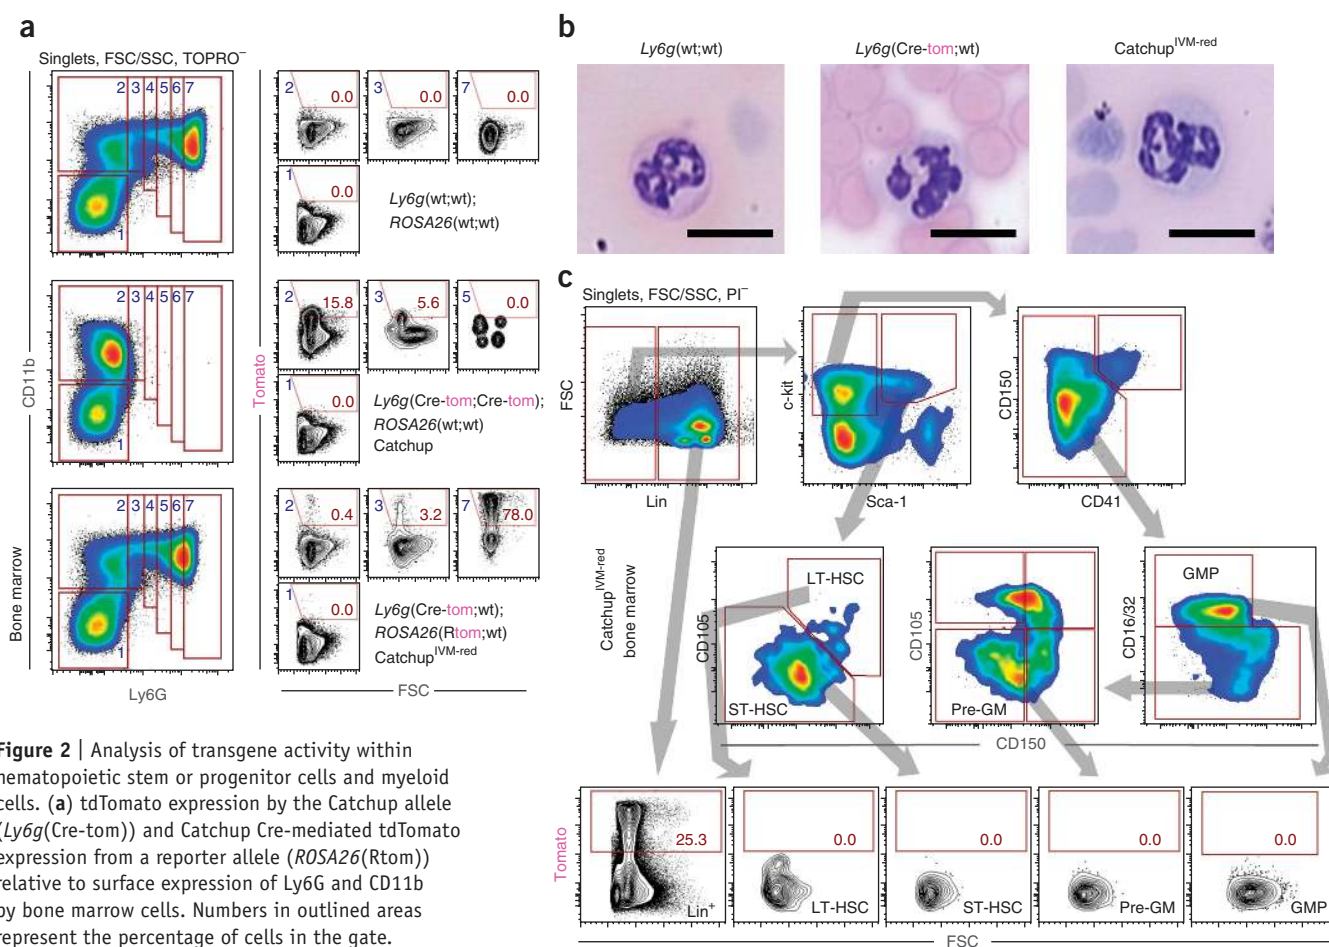 a
Singlets, FSC/SSC, TOPRO⁻
2 3 4 5 6 7
1
2 0.0
3 0.0
7 0.0
1 0.0
Ly6g(wt;wt);
ROSA26(wt;wt)
2 3 4 5 6 7
1
2 15.8
3 5.6
5 0.0
1 0.0
Ly6g(Cre-tom;Cre-tom);
ROSA26(wt;wt)
Catchup
2 3 4 5 6 7
1
2 0.4
3 3.2
7 78.0
1 0.0
Ly6g(Cre-tom;wt);
ROSA26(Rtom;wt)
Catchup^IVM-red
CD11b
Tomato
Bone marrow
Ly6G
FSC
b
Ly6g(wt;wt)
Ly6g(Cre-tom;wt)
Catchup^IVM-red
c
Singlets, FSC/SSC, PI⁻
FSC
Lin
c-kit
Sca-1
CD150
CD41
Catchup^IVM-red
bone marrow
CD105
LT-HSC
ST-HSC
CD105
Pre-GM
CD16/32
GMP
CD150
Tomato
25.3
Lin⁺
0.0
LT-HSC
0.0
ST-HSC
0.0
Pre-GM
0.0
GMP
FSC
Figure 2 | Analysis of transgene activity within
hematopoietic stem or progenitor cells and myeloid
cells. (a) tdTomato expression by the Catchup allele
(Ly6g(Cre-tom)) and Catchup Cre-mediated tdTomato
expression from a reporter allele (ROSA26(Rtom))
relative to surface expression of Ly6G and CD11b
by bone marrow cells. Numbers in outlined areas
represent the percentage of cells in the gate.